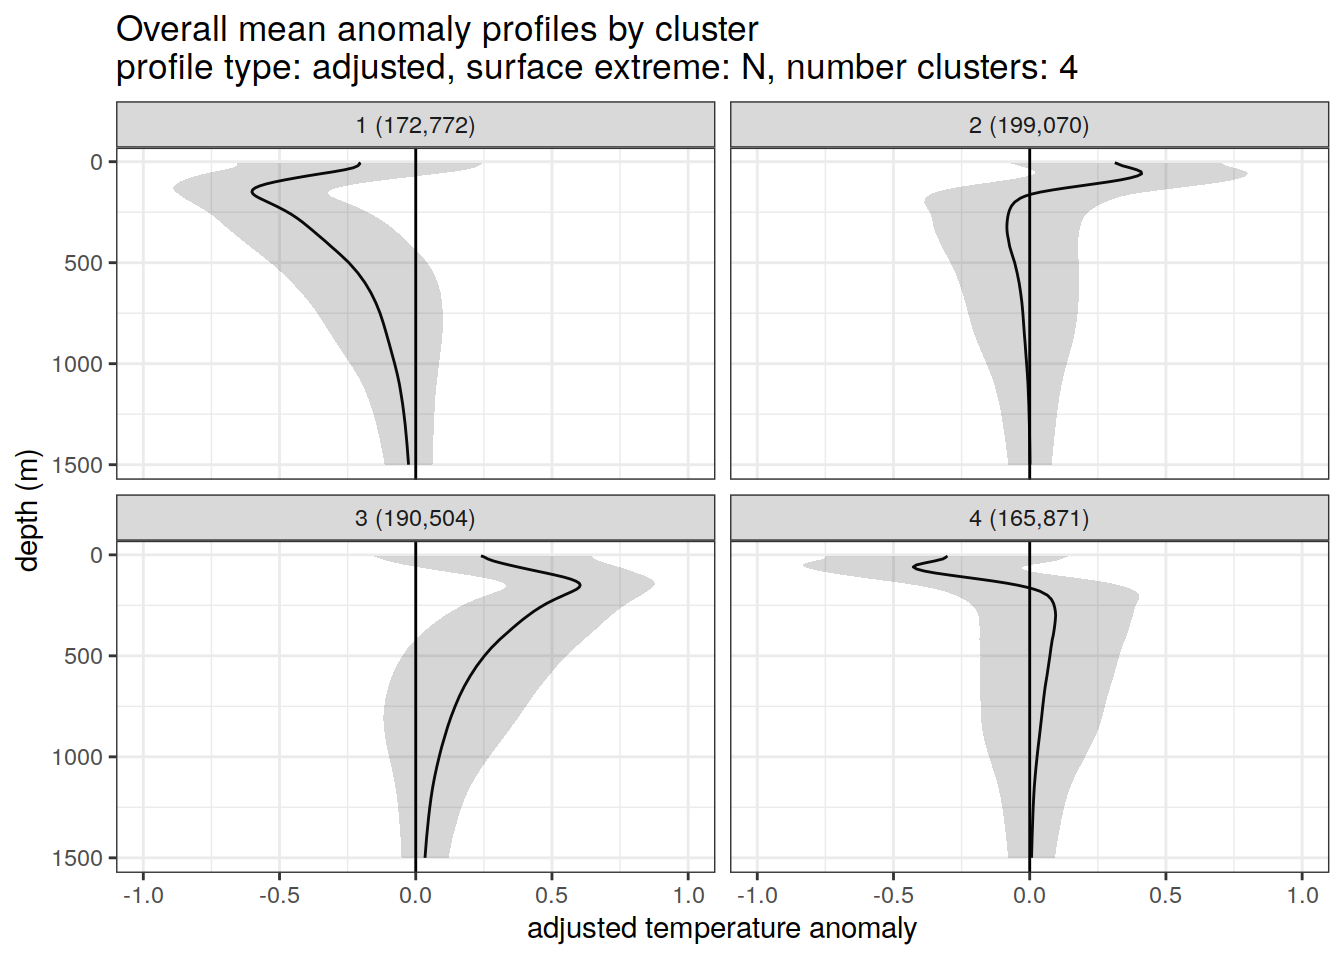 Overall mean anomaly profiles by cluster
profile type: adjusted, surface extreme: N, number clusters: 4
1 (172,772)
2 (199,070)
0
500
1000
1500
3 (190,504)
4 (165,871)
0
500
1000
1500
depth (m)
-1.0 -0.5 0.0 0.5 1.0 -1.0 -0.5 0.0 0.5 1.0
adjusted temperature anomaly